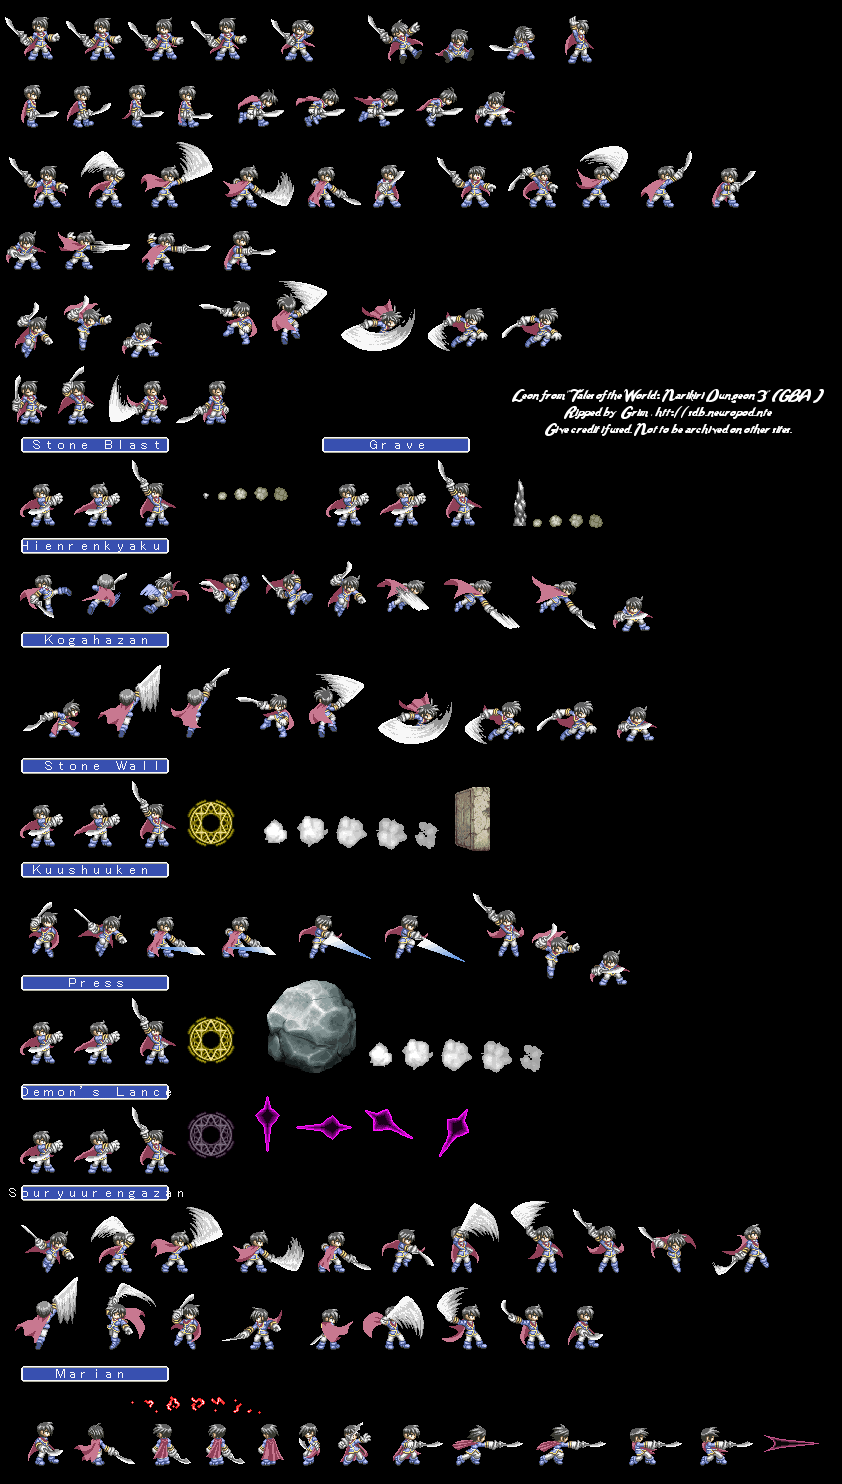 Leon from "Tales of the World: Narikiri Dungeon 3" (GBA)
Ripped by Grim. http://sdb.neuropod.nte
Give credit if used. Not to be archived on other sites.
Stone Blast
Grave
Hienrenkyaku
Kogahazan
Stone Wall
Kuushuuken
Press
Demon's Lance
Souryuurengazan
Marian